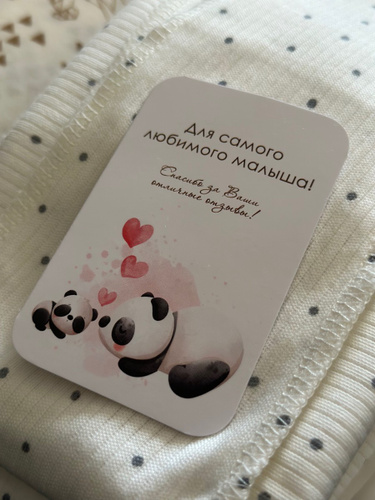 Для самого
любимого малыша!
Спасибо за Ваши
отличные отзывы!